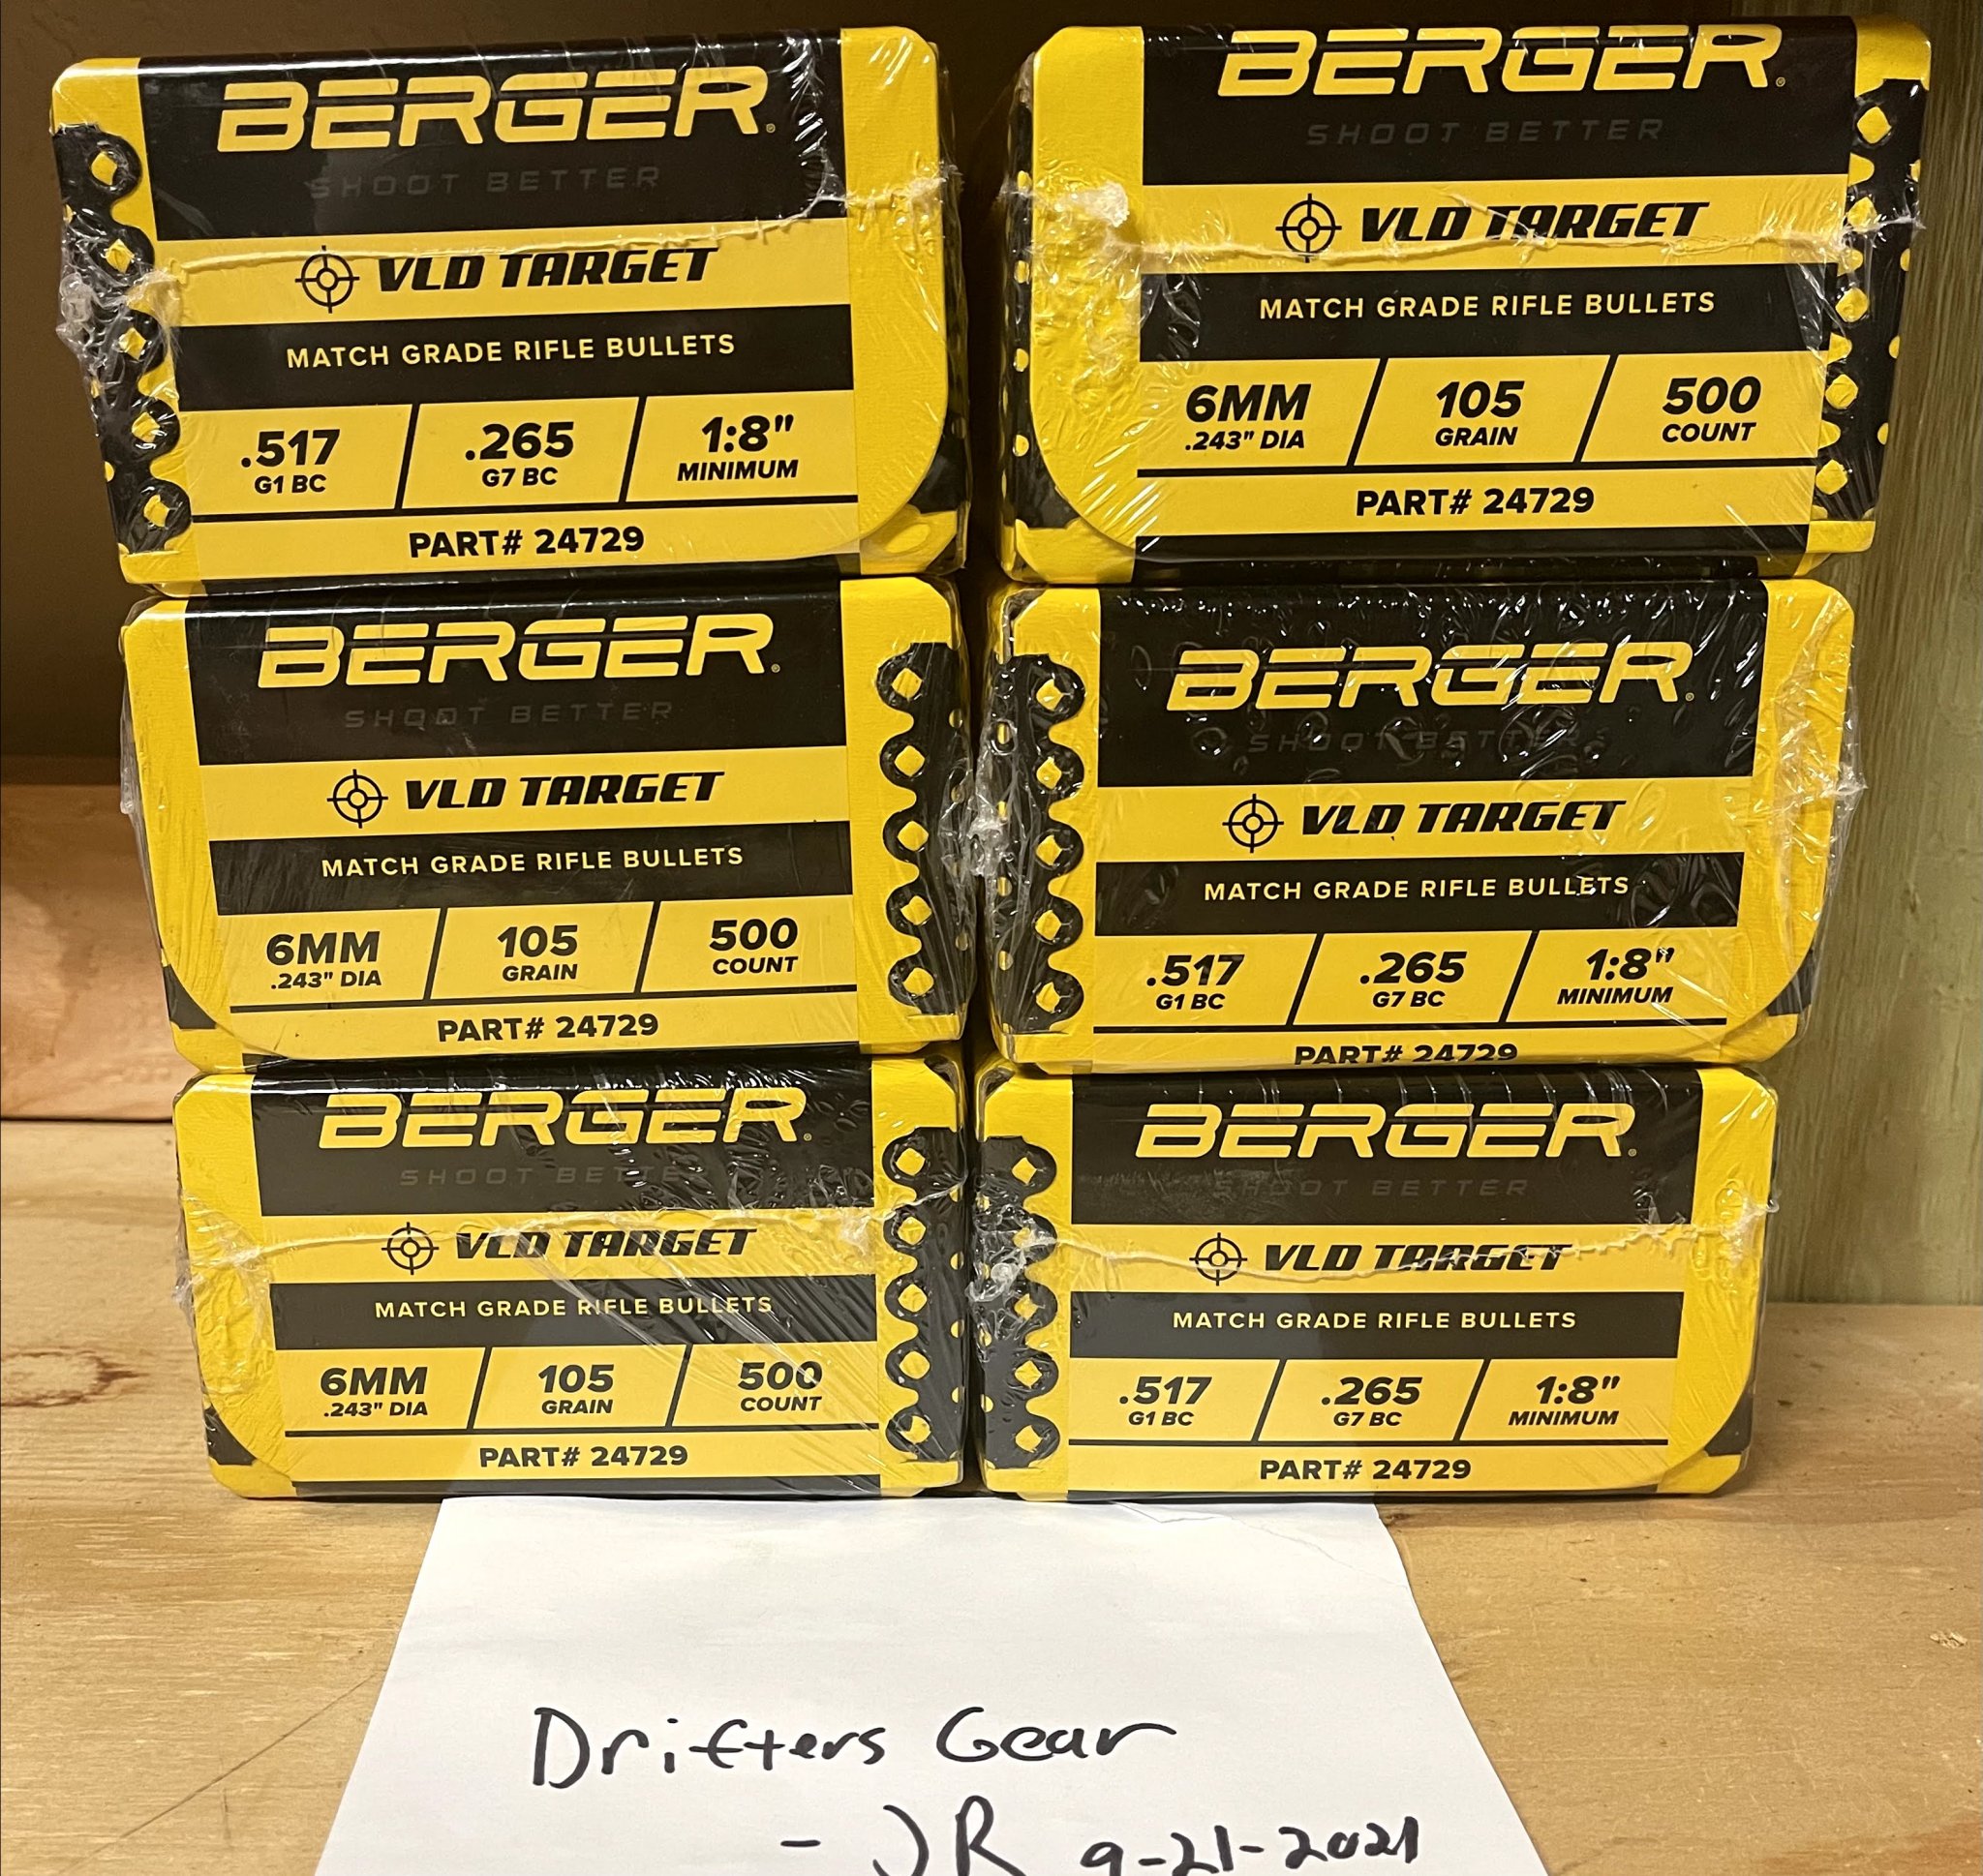 BERGER®
SHOOT BETTER
VLD TARGET
MATCH GRADE RIFLE BULLETS
.517 .265 1:8"
G1 BC G7 BC MINIMUM
PART# 24729
BERGER®
SHOOT BETTER
VLD TARGET
MATCH GRADE RIFLE BULLETS
6MM 105 500
.243" DIA GRAIN COUNT
PART# 24729
BERGER®
SHOOT BETTER
VLD TARGET
MATCH GRADE RIFLE BULLETS
6MM 105 500
.243" DIA GRAIN COUNT
PART# 24729
BERGER®
SHOOT BETTER
VLD TARGET
MATCH GRADE RIFLE BULLETS
.517 .265 1:8"
G1 BC G7 BC MINIMUM
PART# 24729
BERGER®
SHOOT BETTER
VLD TARGET
MATCH GRADE RIFLE BULLETS
6MM 105 500
.243" DIA GRAIN COUNT
PART# 24729
BERGER®
SHOOT BETTER
VLD TARGET
MATCH GRADE RIFLE BULLETS
.517 .265 1:8"
G1 BC G7 BC MINIMUM
PART# 24729
Drifters Gear
- JR 9-21-2021